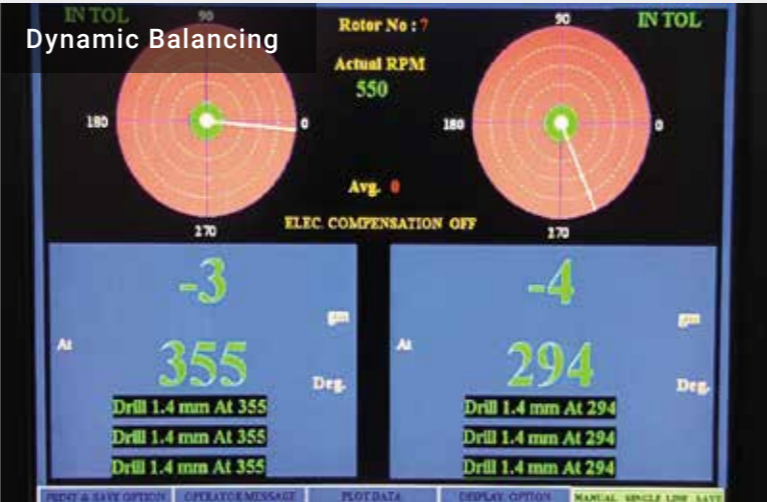 Dynamic Balancing
IN TOL
90
180
0
270
Rotor No : 7
Actual RPM
550
Avg. 0
ELEC. COMPENSATION OFF
IN TOL
90
180
0
270
-3
gm
At
355
Deg.
Drill 1.4 mm At 355
Drill 1.4 mm At 355
Drill 1.4 mm At 355
-4
gm
At
294
Deg.
Drill 1.4 mm At 294
Drill 1.4 mm At 294
Drill 1.4 mm At 294
PRINT & SAVE OPTION
OPERATOR MESSAGE
PLOT DATA
DISPLAY OPTION
MANUAL SINGLE LINE SAVE